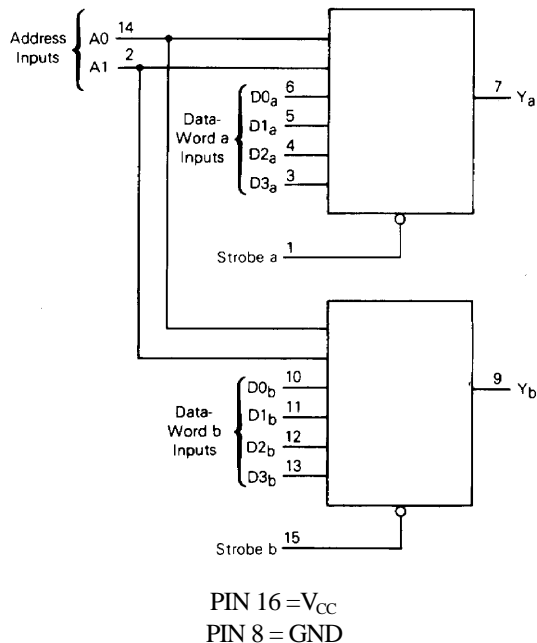 Address
Inputs
A0 14
A1 2
Data-
Word a
Inputs
D0a 6
D1a 5
D2a 4
D3a 3
7 Ya
Strobe a 1
Data-
Word b
Inputs
D0b 10
D1b 11
D2b 12
D3b 13
9 Yb
Strobe b 15
PIN 16 =VCC
PIN 8 = GND